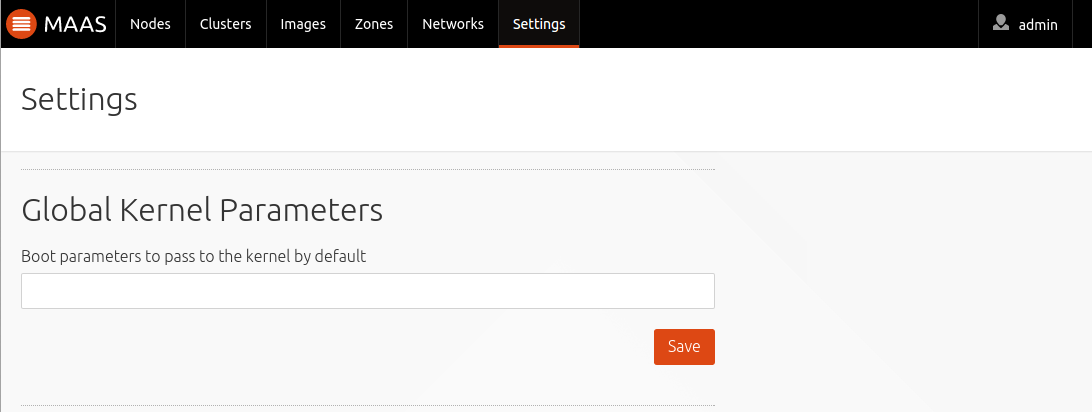 MAAS Nodes Clusters Images Zones Networks Settings admin
Settings
Global Kernel Parameters
Boot parameters to pass to the kernel by default
Save